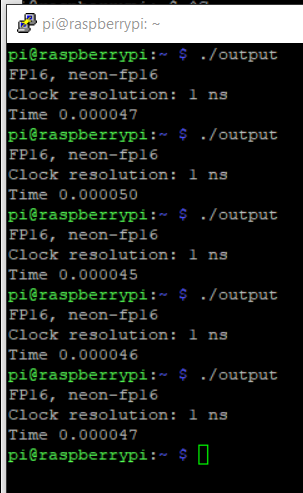 pi@raspberrypi: ~
pi@raspberrypi:~ $ ./output
FP16, neon-fp16
Clock resolution: 1 ns
Time 0.000047
pi@raspberrypi:~ $ ./output
FP16, neon-fp16
Clock resolution: 1 ns
Time 0.000050
pi@raspberrypi:~ $ ./output
FP16, neon-fp16
Clock resolution: 1 ns
Time 0.000045
pi@raspberrypi:~ $ ./output
FP16, neon-fp16
Clock resolution: 1 ns
Time 0.000046
pi@raspberrypi:~ $ ./output
FP16, neon-fp16
Clock resolution: 1 ns
Time 0.000047
pi@raspberrypi:~ $